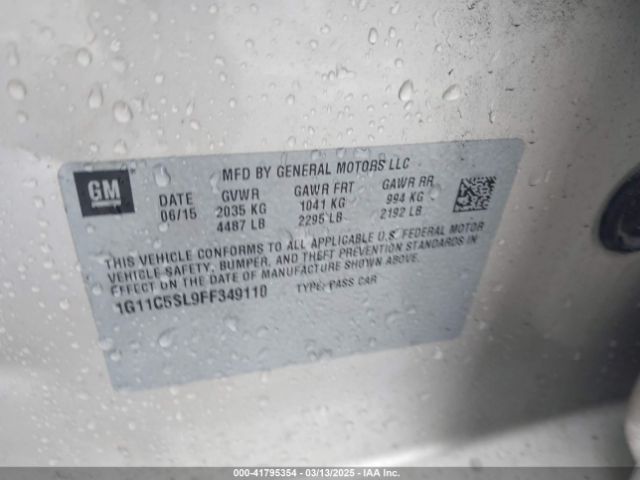 MFD BY GENERAL MOTORS LLC
GM
DATE GVWR GAWR FRT GAWR RR
06/15 2035 KG 1041 KG 994 KG
4487 LB 2295 LB 2192 LB
THIS VEHICLE CONFORMS TO ALL APPLICABLE U.S. FEDERAL MOTOR
VEHICLE SAFETY, BUMPER, AND THEFT PREVENTION STANDARDS IN
EFFECT ON THE DATE OF MANUFACTURE SHOWN ABOVE.
1G11C5SL9FF349110 TYPE: PASS CAR
000-41795354 / 03/13/2025 - IAA Inc.